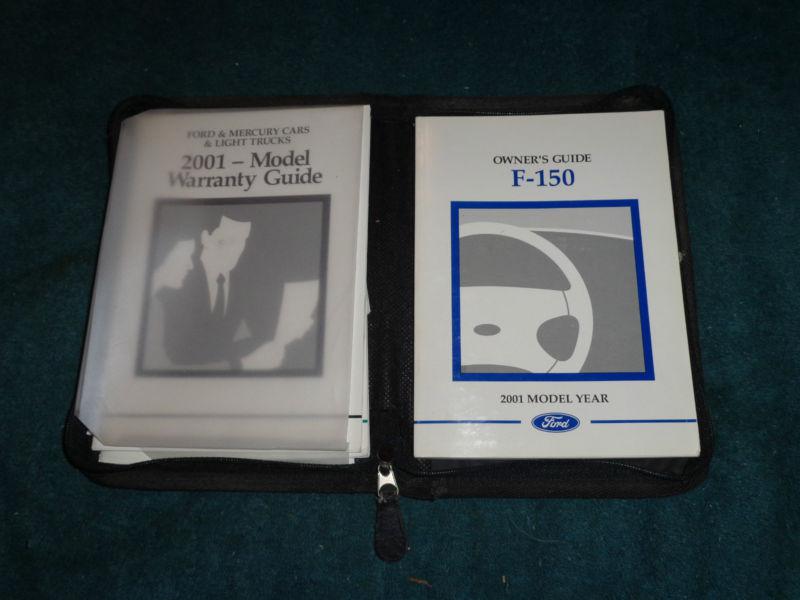 FORD & MERCURY CARS
& LIGHT TRUCKS
2001 – Model
Warranty Guide
OWNER'S GUIDE
F-150
2001 MODEL YEAR
Ford